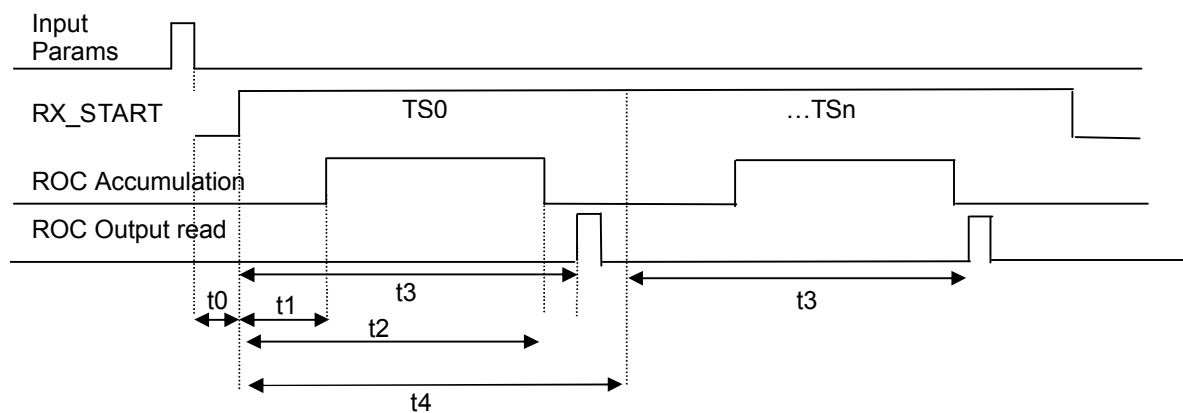 Input
Params
RX_START
TS0
...TSn
ROC Accumulation
ROC Output read
t0
t1
t3
t3
t2
t4